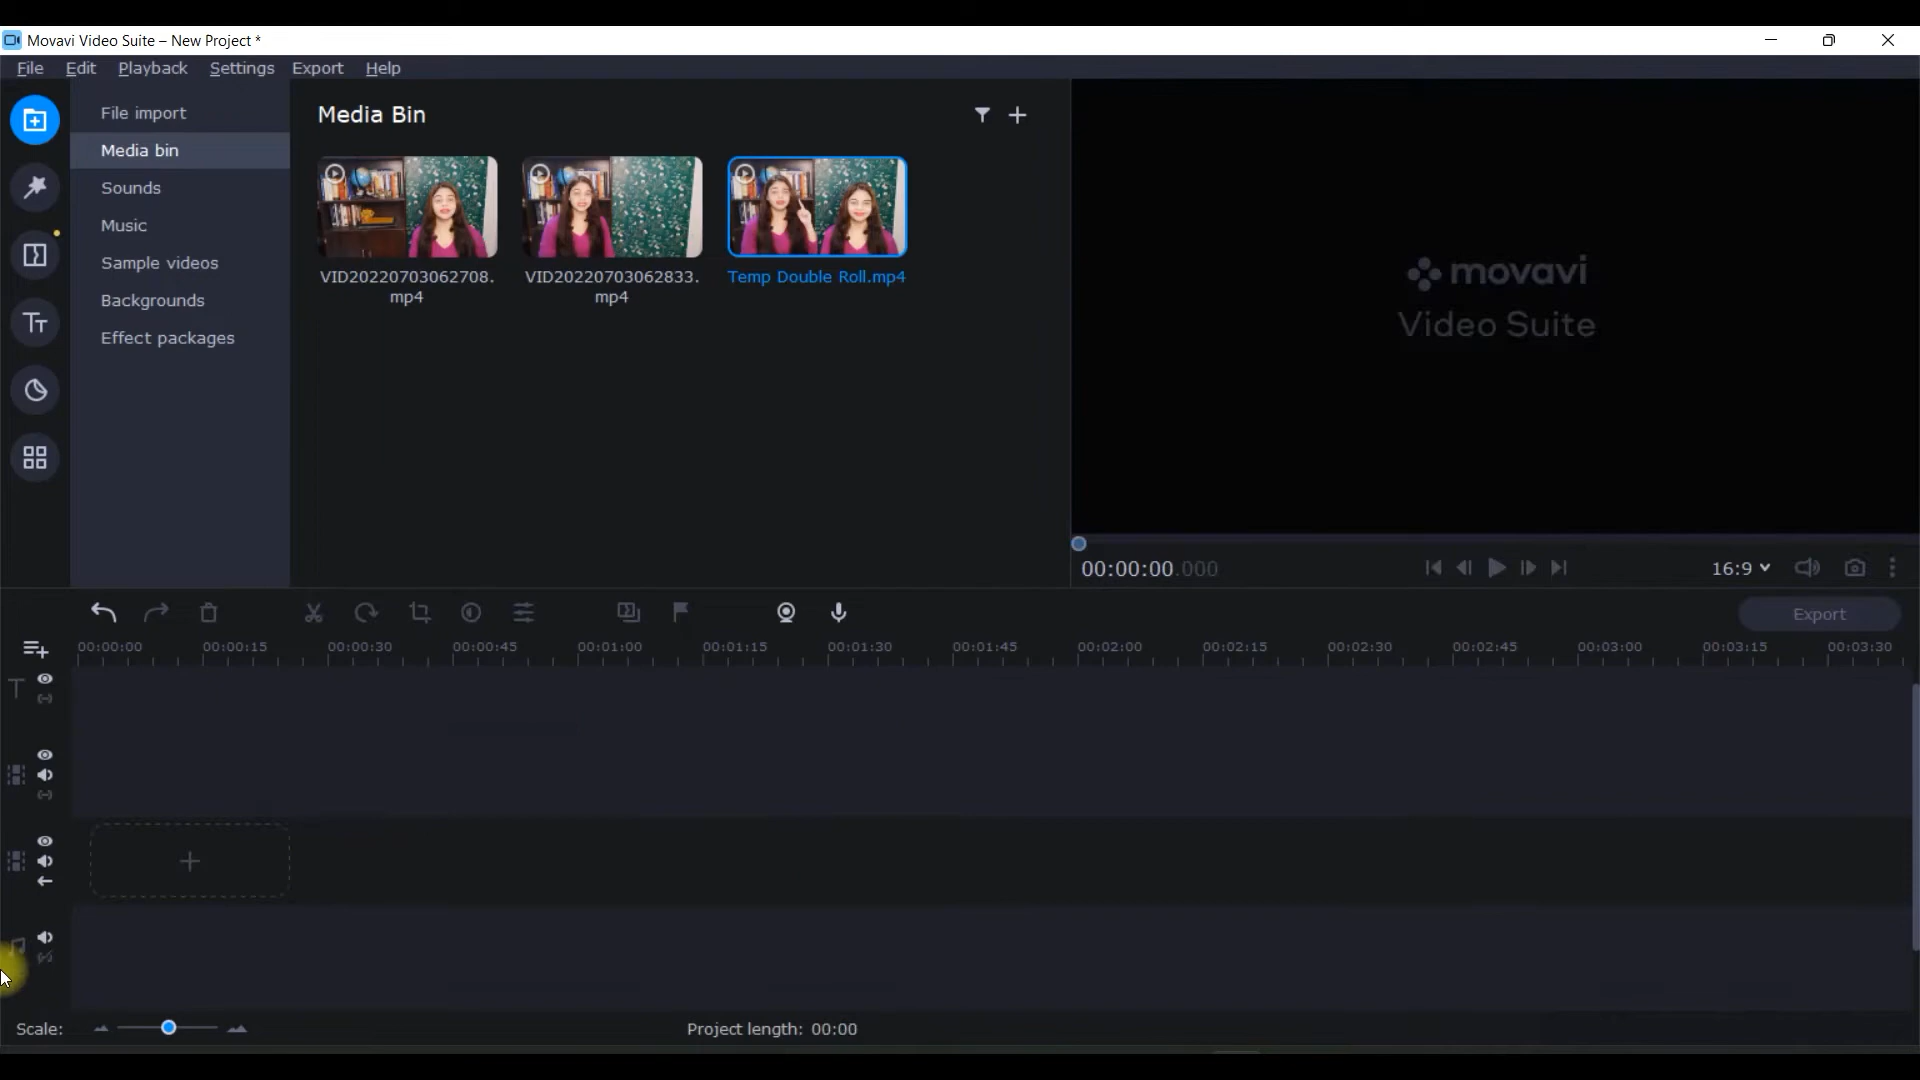 Movavi Video Suite – New Project *
File Edit Playback Settings Export Help
File import
Media bin
Sounds
Music
Sample videos
Backgrounds
Effect packages
Media Bin
VID20220703062708.
mp4
VID20220703062833.
mp4
Temp Double Roll.mp4
movavi
Video Suite
00:00:00.000
16:9
Export
00:00:00 00:00:15 00:00:30 00:00:45 00:01:00 00:01:15 00:01:30 00:01:45 00:02:00 00:02:15 00:02:30 00:02:45 00:03:00 00:03:15 00:03:30
Scale:
Project length: 00:00